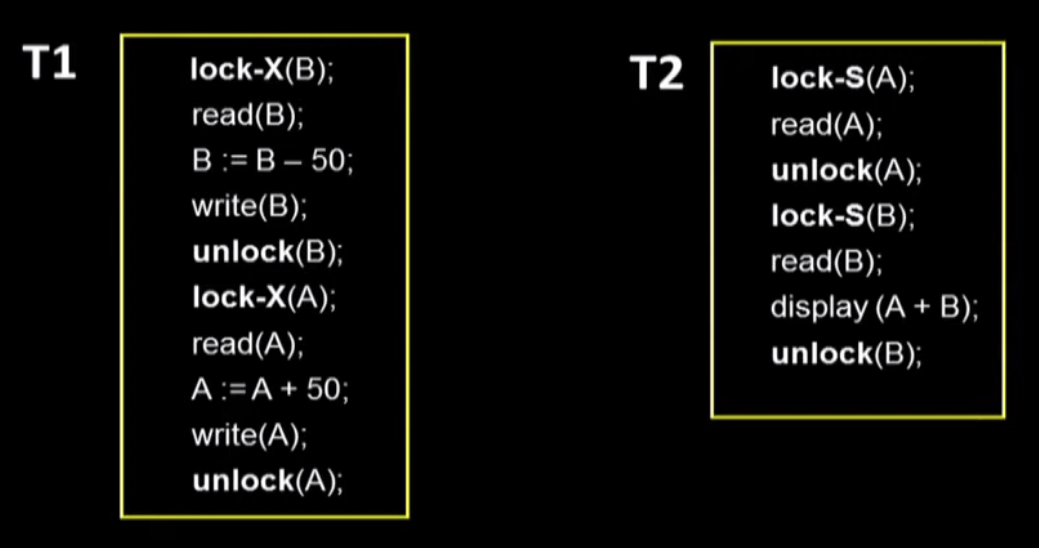 T1
lock-X(B);
read(B);
B := B – 50;
write(B);
unlock(B);
lock-X(A);
read(A);
A := A + 50;
write(A);
unlock(A);
T2
lock-S(A);
read(A);
unlock(A);
lock-S(B);
read(B);
display (A + B);
unlock(B);